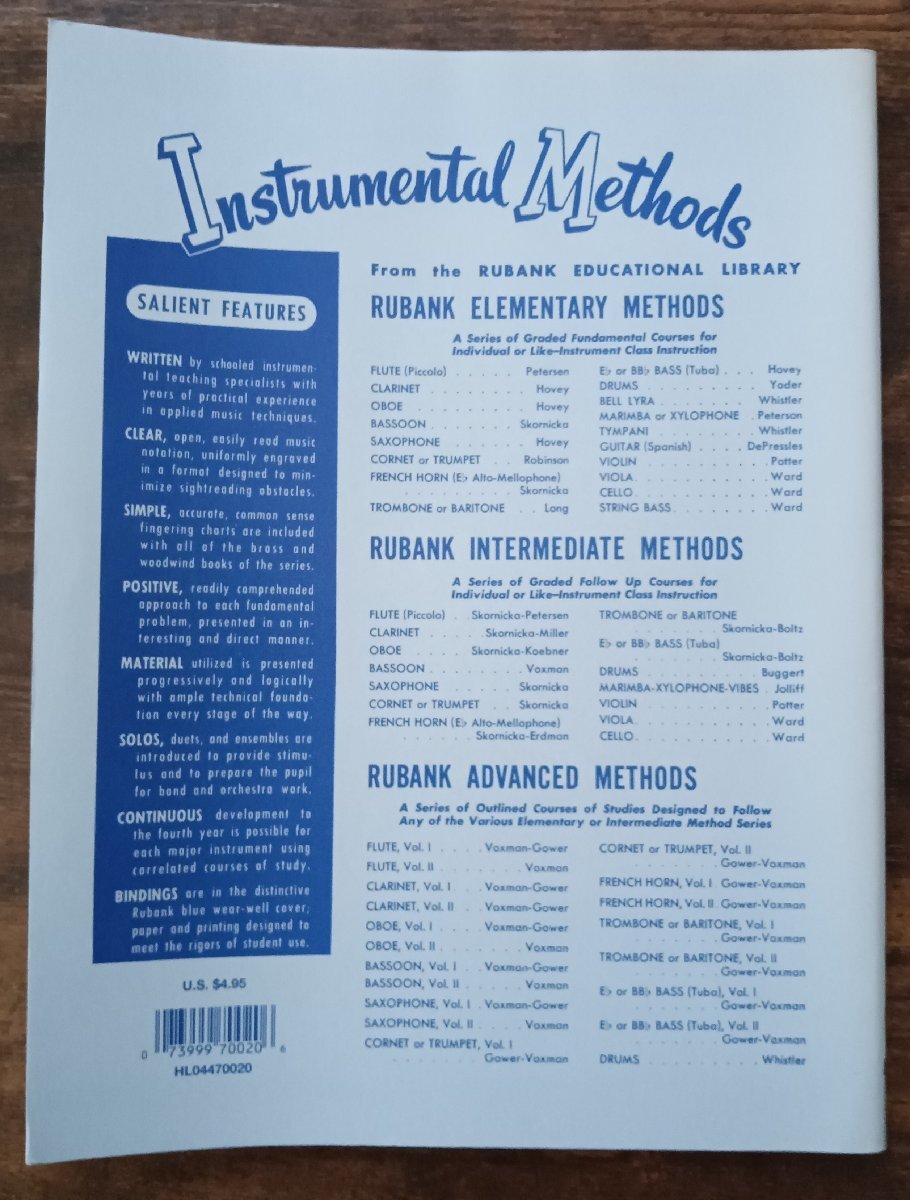 Instrumental Methods
From the RUBANK EDUCATIONAL LIBRARY
SALIENT FEATURES
WRITTEN by schooled instrumen-
tal teaching specialists with
years of practical experience
in applied music techniques.
CLEAR, open, easily read music
notation, uniformly engraved
in a format designed to min-
imize sightreading obstacles.
SIMPLE, accurate, common sense
fingering charts are included
with all of the brass and
woodwind books of the series.
POSITIVE, readily comprehended
approach to each fundamental
problem, presented in an in-
teresting and direct manner.
MATERIAL utilized is presented
progressively and logically
with ample technical founda-
tion every stage of the way.
SOLOS, duets, and ensembles are
introduced to provide stimu-
lus and to prepare the pupil
for band and orchestra work.
CONTINUOUS development to
the fourth year is possible for
each major instrument using
correlated courses of study.
BINDINGS are in the distinctive
Rubank blue wear-well cover;
paper and printing designed to
meet the rigors of student use.
U.S. $4.95
0 73999 70020 6
HL04470020
RUBANK ELEMENTARY METHODS
A Series of Graded Fundamental Courses for
Individual or Like-Instrument Class Instruction
FLUTE (Piccolo) . . . . . Petersen
CLARINET . . . . . . . Hovey
OBOE . . . . . . . . Hovey
BASSOON . . . . . . Skornicka
SAXOPHONE . . . . . . . Hovey
CORNET or TRUMPET . . Robinson
FRENCH HORN (E♭ Alto-Mellophone)
. . . . . . . . Skornicka
TROMBONE or BARITONE . . Long
E♭ or BB♭ BASS (Tuba) . . . Hovey
DRUMS . . . . . . . . . Yoder
BELL LYRA . . . . . . . Whistler
MARIMBA or XYLOPHONE . Peterson
TYMPANI . . . . . . . . Whistler
GUITAR (Spanish) . . . . DePressles
VIOLIN . . . . . . . . . Potter
VIOLA . . . . . . . . . Ward
CELLO . . . . . . . . . Ward
STRING BASS . . . . . . . Ward
RUBANK INTERMEDIATE METHODS
A Series of Graded Follow Up Courses for
Individual or Like-Instrument Class Instruction
FLUTE (Piccolo) . Skornicka-Petersen
CLARINET . . . . Skornicka-Miller
OBOE . . . . Skornicka-Koebner
BASSOON . . . . . . . Voxman
SAXOPHONE . . . . . Skornicka
CORNET or TRUMPET . . Skornicka
FRENCH HORN (E♭ Alto-Mellophone)
. . . . . . Skornicka-Erdman
TROMBONE or BARITONE
. . . . . . . Skornicka-Boltz
E♭ or BB♭ BASS (Tuba)
. . . . . . . Skornicka-Boltz
DRUMS . . . . . . . . . Buggert
MARIMBA-XYLOPHONE-VIBES . Jolliff
VIOLIN . . . . . . . . . Potter
VIOLA . . . . . . . . . Ward
CELLO . . . . . . . . . Ward
RUBANK ADVANCED METHODS
A Series of Outlined Courses of Studies Designed to Follow
Any of the Various Elementary or Intermediate Method Series
FLUTE, Vol. I . . . . Voxman-Gower
FLUTE, Vol. II . . . . . . Voxman
CLARINET, Vol. I . . Voxman-Gower
CLARINET, Vol. II . . Voxman-Gower
OBOE, Vol. I . . . . Voxman-Gower
OBOE, Vol. II . . . . . . . Voxman
BASSOON, Vol. I . . Voxman-Gower
BASSOON, Vol. II . . . . . Voxman
SAXOPHONE, Vol. I . Voxman-Gower
SAXOPHONE, Vol. II . . . . Voxman
CORNET or TRUMPET, Vol. I
. . . . . . . . Gower-Voxman
CORNET or TRUMPET, Vol. II
. . . . . . . Gower-Voxman
FRENCH HORN, Vol. I . Gower-Voxman
FRENCH HORN, Vol. II . Gower-Voxman
TROMBONE or BARITONE, Vol. I
. . . . . . . Gower-Voxman
TROMBONE or BARITONE, Vol. II
. . . . . . . Gower-Voxman
E♭ or BB♭ BASS (Tuba), Vol. I
. . . . . . . Gower-Voxman
E♭ or BB♭ BASS (Tuba), Vol. II
. . . . . . . Gower-Voxman
DRUMS . . . . . . . . . Whistler